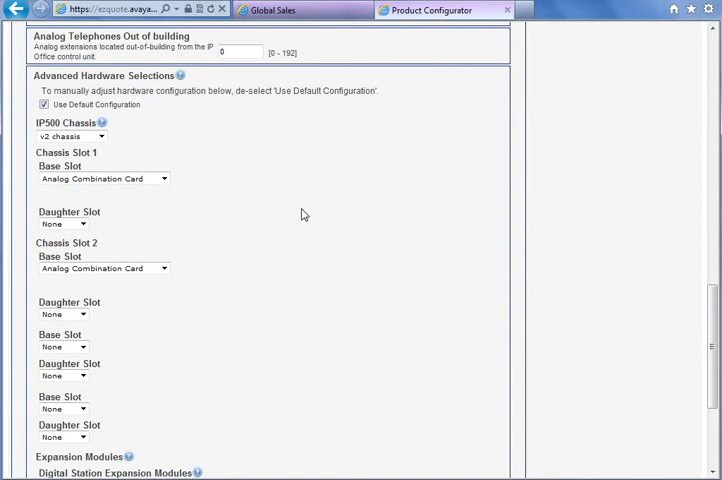 https://ezquote.avaya...
Global Sales
Product Configurator
Analog Telephones Out of building
Analog extensions located out-of-building from the IP
Office control unit.
0
[0 - 192]
Advanced Hardware Selections
To manually adjust hardware configuration below, de-select 'Use Default Configuration'.
Use Default Configuration
IP500 Chassis
v2 chassis
Chassis Slot 1
Base Slot
Analog Combination Card
Daughter Slot
None
Chassis Slot 2
Base Slot
Analog Combination Card
Daughter Slot
None
Base Slot
None
Daughter Slot
None
Base Slot
None
Daughter Slot
None
Expansion Modules
Digital Station Expansion Modules